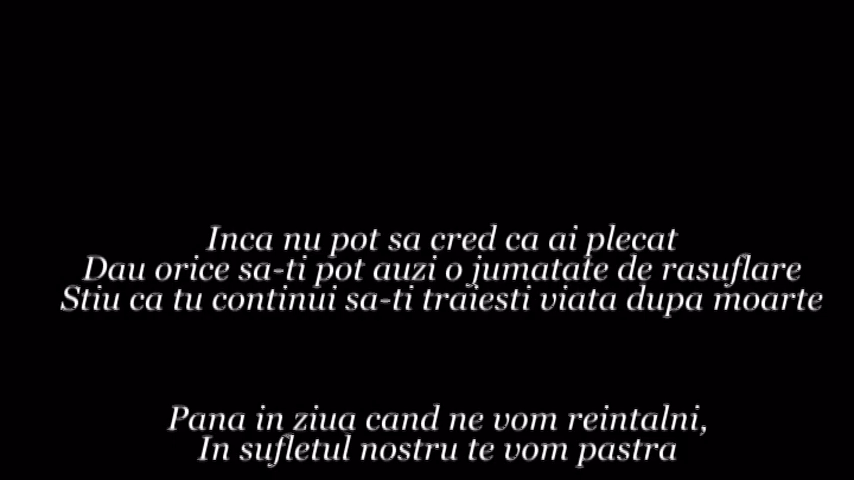 Inca nu pot sa cred ca ai plecat
Dau orice sa-ti pot auzi o jumatate de rasuflare
Stiu ca tu continui sa-ti traiesti viata dupa moarte
Pana in ziua cand ne vom reintalni,
In sufletul nostru te vom pastra